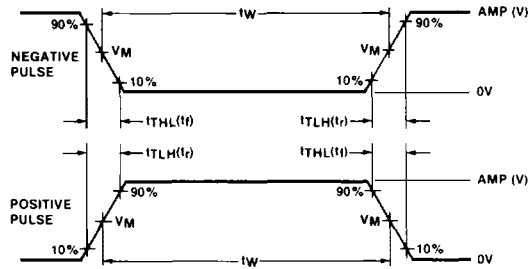 90%
tW
90%
AMP (V)
NEGATIVE
PULSE
VM
VM
10%
10%
0V
tTHL(tf)
tTLH(tr)
tTLH(tr)
tTHL(tf)
POSITIVE
PULSE
90%
90%
AMP (V)
VM
VM
10%
10%
tW
0V